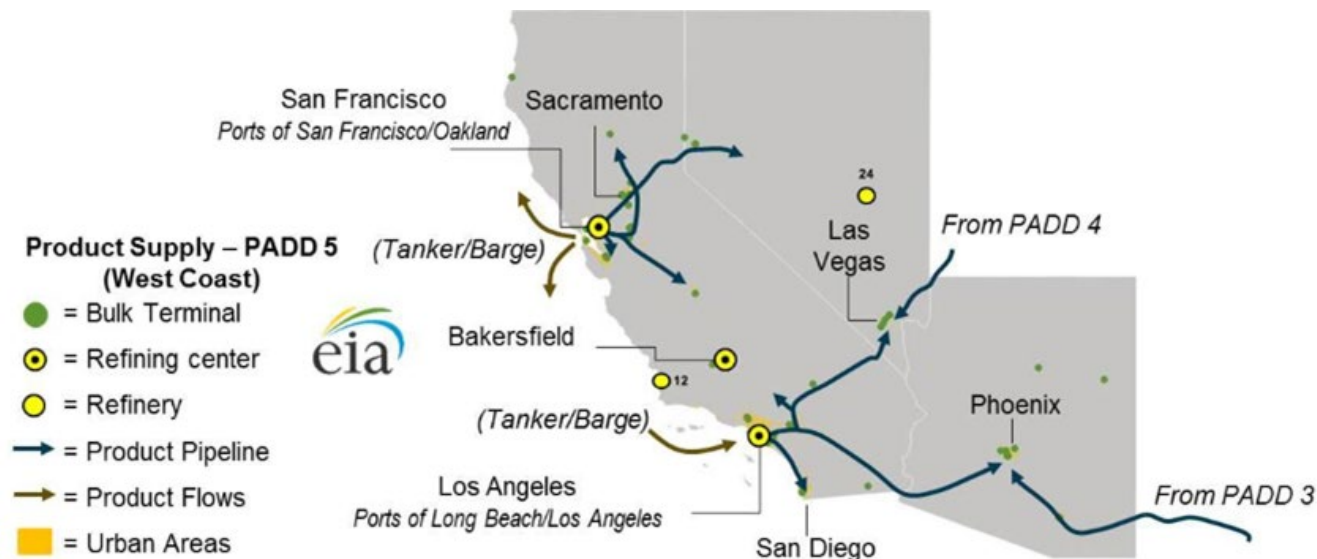 San Francisco
Ports of San Francisco/Oakland
Sacramento
24
From PADD 4
Las
Vegas
(Tanker/Barge)
Product Supply – PADD 5
(West Coast)
= Bulk Terminal
= Refining center
= Refinery
= Product Pipeline
= Product Flows
= Urban Areas
eia
Bakersfield
12
(Tanker/Barge)
Phoenix
Los Angeles
Ports of Long Beach/Los Angeles
From PADD 3
San Diego